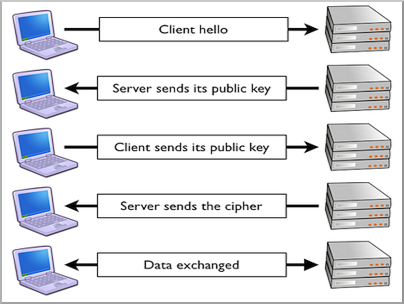 Client hello
Server sends its public key
Client sends its public key
Server sends the cipher
Data exchanged